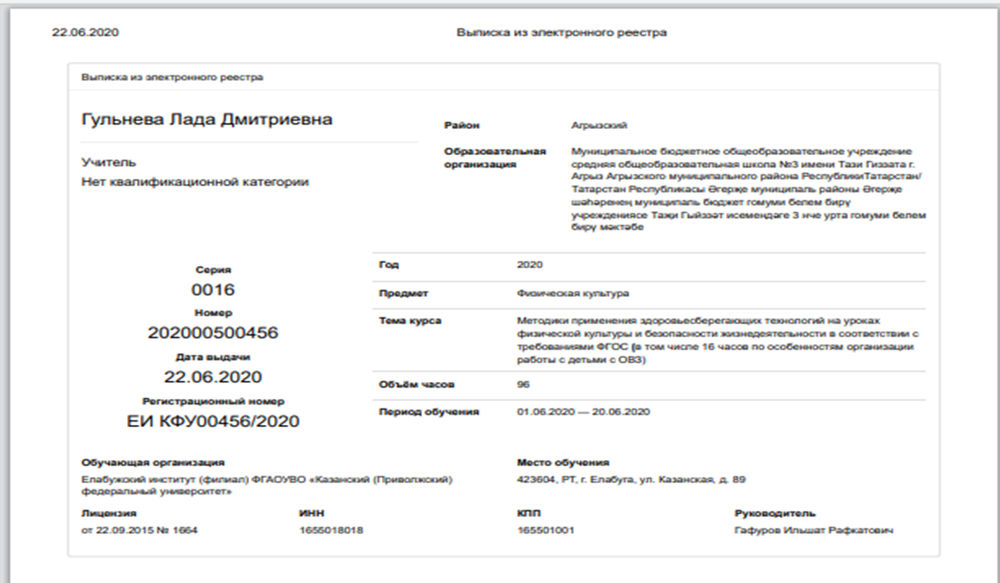 22.06.2020 Выписка из электронного реестра
Выписка из электронного реестра
Гульнева Лада Дмитриевна
Учитель
Нет квалификационной категории
Район Агрызский
Образовательная организация
Муниципальное бюджетное общеобразовательное учреждение
средняя общеобразовательная школа №3 имени Тази Гиззата г.
Агрыз Агрызского муниципального района РеспубликиТатарстан/
Татарстан Республикасы Әгерҗе муниципаль районы Әгерҗе
шәһәренең муниципаль бюджет гомуми белем бирү
учреждениясе Таҗи Гыйззәт исемендәге 3 нче урта гомуми белем
бирү мәктәбе
Серия
0016
Номер
202000500456
Дата выдачи
22.06.2020
Регистрационный номер
ЕИ КФУ00456/2020
Год 2020
Предмет Физическая культура
Тема курса Методики применения здоровьесберегающих технологий на уроках
физической культуры и безопасности жизнедеятельности в соответствии с
требованиями ФГОС (в том числе 16 часов по особенностям организации
работы с детьми с ОВЗ)
Объём часов 96
Период обучения 01.06.2020 — 20.06.2020
Обучающая организация
Елабужский институт (филиал) ФГАОУВО «Казанский (Приволжский)
федеральный университет»
Место обучения
423604, РТ, г. Елабуга, ул. Казанская, д. 89
Лицензия ИНН КПП Руководитель
от 22.09.2015 № 1664 1655018018 165501001 Гафуров Ильшат Рафкатович